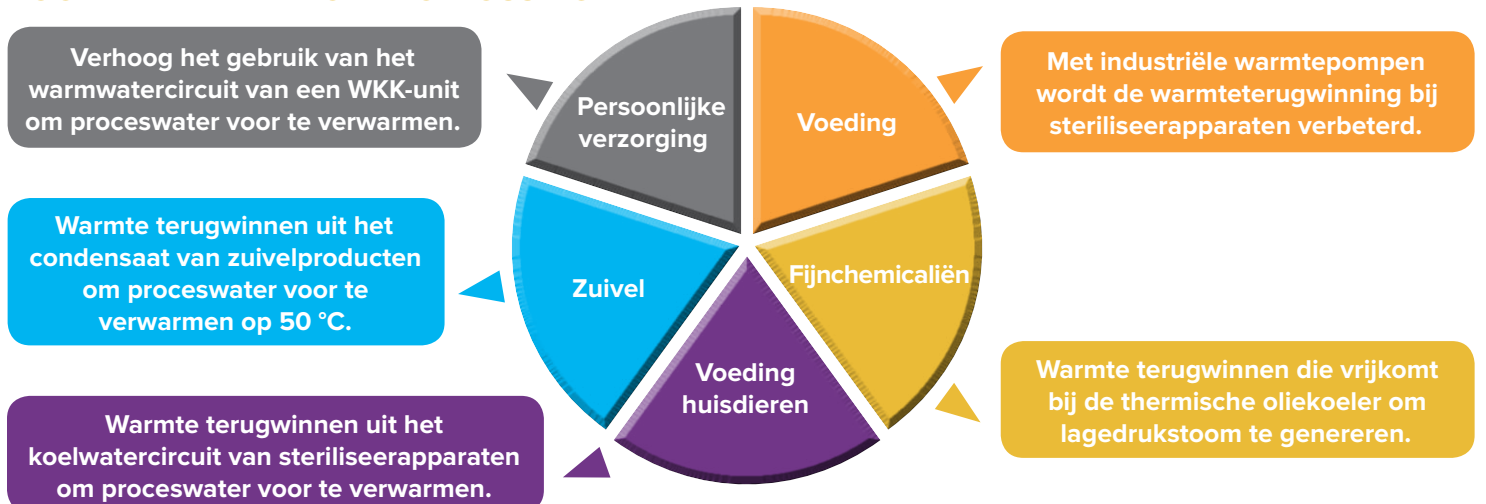 Verhoog het gebruik van het
warmwatercircuit van een WKK-unit
om proceswater voor te verwarmen.
Persoonlijke
verzorging
Voeding
Met industriële warmtepompen
wordt de warmteterugwinning bij
steriliseerapparaten verbeterd.
Warmte terugwinnen uit het
condensaat van zuivelproducten
om proceswater voor te
verwarmen op 50 °C.
Zuivel
Fijnchemicaliën
Voeding
huisdieren
Warmte terugwinnen die vrijkomt
bij de thermische oliekoeler om
lagedrukstoom te genereren.
Warmte terugwinnen uit het
koelwatercircuit van steriliseerapparaten
om proceswater voor te verwarmen.